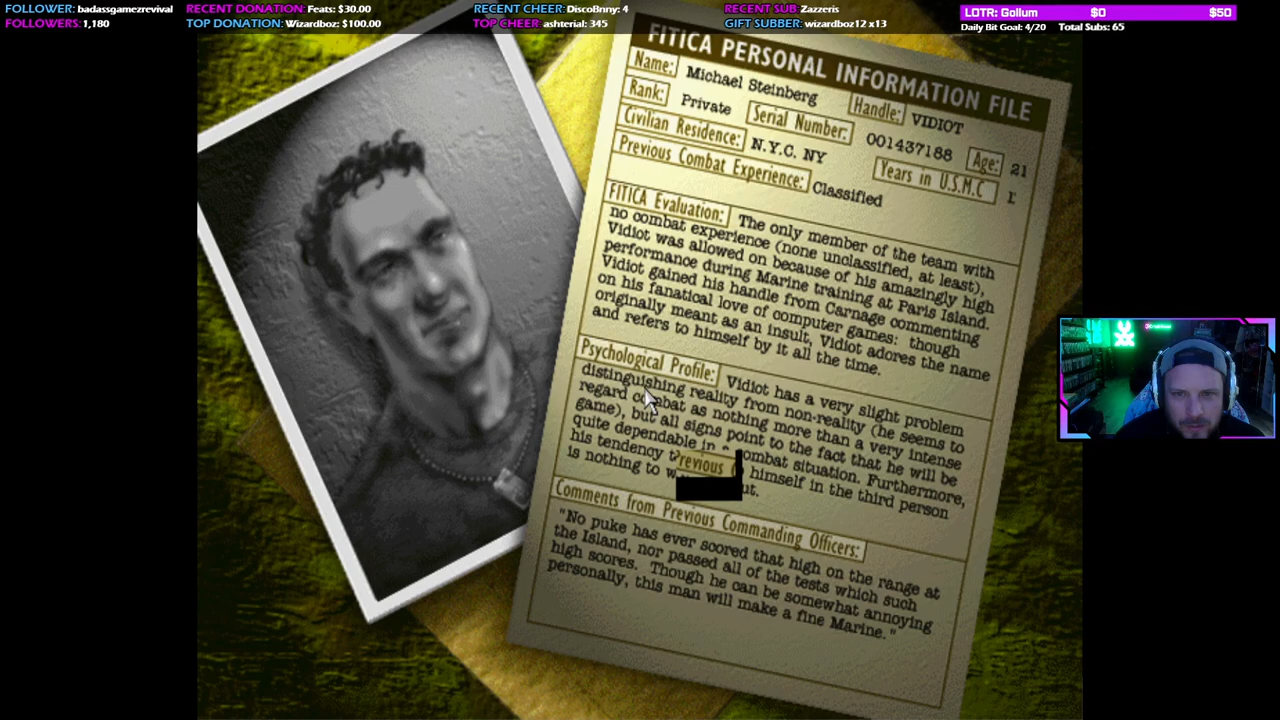 FOLLOWER: badassgamezrevival
RECENT DONATION: Feats: $30.00
RECENT CHEER: DiscoBnny: 4
RECENT SUB: Zazzeris
LOTR: Gollum $0 $50
FOLLOWERS: 1,180
TOP DONATION: Wizardboz: $100.00
TOP CHEER: ashterial: 345
GIFT SUBBER: wizardboz12 x13
Daily Bit Goal: 4/20 Total Subs: 65
FITICA PERSONAL INFORMATION FILE
Name: Michael Steinberg Handle: VIDIOT
Rank: Private Serial Number: 001437188 Age: 21
Civilian Residence: N.Y.C. NY Years in U.S.M.C
Previous Combat Experience: Classified
FITICA Evaluation: The only member of the team with
no combat experience (none unclassified, at least),
Vidiot was allowed on because of his amazingly high
performance during Marine training at Paris Island.
Vidiot gained his handle from Carnage commenting
on his fanatical love of computer games: though
originally meant as an insult, Vidiot adores the name
and refers to himself by it all the time.
Psychological Profile: Vidiot has a very slight problem
distinguishing reality from non-reality (he seems to
regard combat as nothing more than a very intense
game), but all signs point to the fact that he will be
quite dependable in a combat situation. Furthermore,
his tendency revious himself in the third person
is nothing to
Comments from Previous Commanding Officers:
"No puke has ever scored that high on the range at
the Island, nor passed all of the tests which such
high scores. Though he can be somewhat annoying
personally, this man will make a fine Marine."